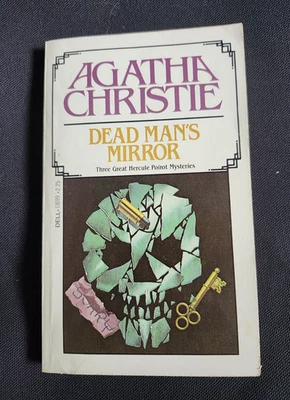 AGATHA
CHRISTIE
DEAD MAN'S
MIRROR
Three Great Hercule Poirot Mysteries